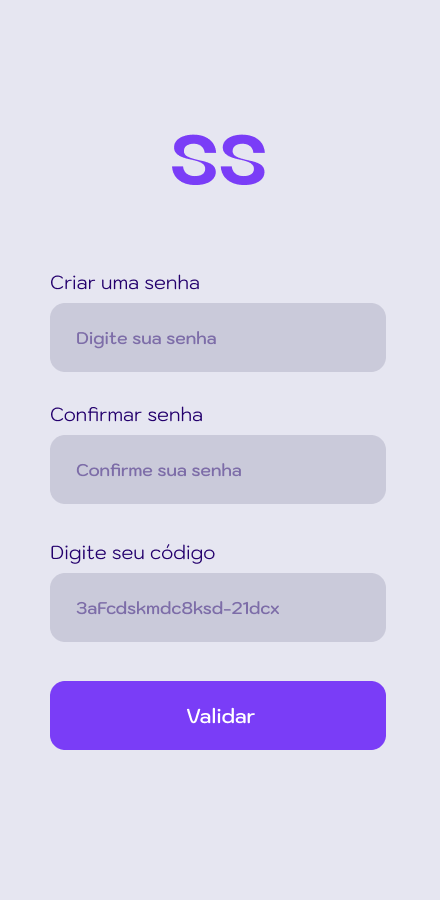 SS
Criar uma senha
Digite sua senha
Confirmar senha
Confirme sua senha
Digite seu código
3aFcdskmdc8ksd-21dcx
Validar